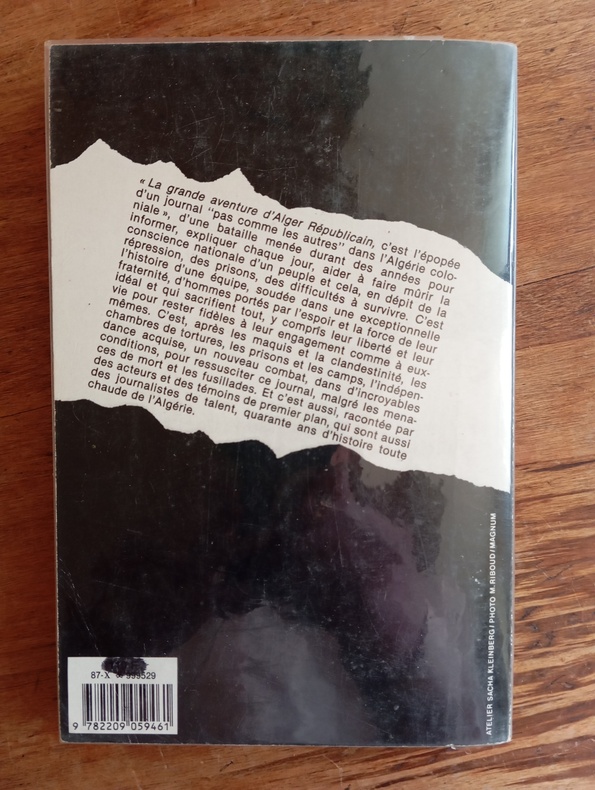 « La grande aventure d'Alger Républicain, c'est l'épopée
d'un journal "pas comme les autres" dans l'Algérie colo-
niale », d'une bataille menée durant des années pour
informer, expliquer chaque jour, aider à faire mûrir la
conscience nationale d'un peuple et cela, en dépit de la
répression, des prisons, des difficultés à survivre. C'est
l'histoire d'une équipe, soudée dans une exceptionnelle
fraternité, d'hommes portés par l'espoir et la force de leur
idéal et qui sacrifient tout, y compris leur liberté et leur
vie pour rester fidèles à leur engagement comme à eux-
mêmes. C'est, après les maquis et la clandestinité, les
chambres de tortures, les prisons et les camps, l'Indépen-
dance acquise, un nouveau combat, dans d'incroyables
conditions, pour ressusciter ce journal, malgré les mena-
ces de mort et les fusillades. Et c'est aussi, racontée par
des acteurs et des témoins de premier plan, qui sont aussi
des journalistes de talent, quarante ans d'histoire toute
chaude de l'Algérie.
ATELIER SACHA KLEINBERG / PHOTO M. RIBOUD / MAGNUM
87-X 999529
9 782209 059461